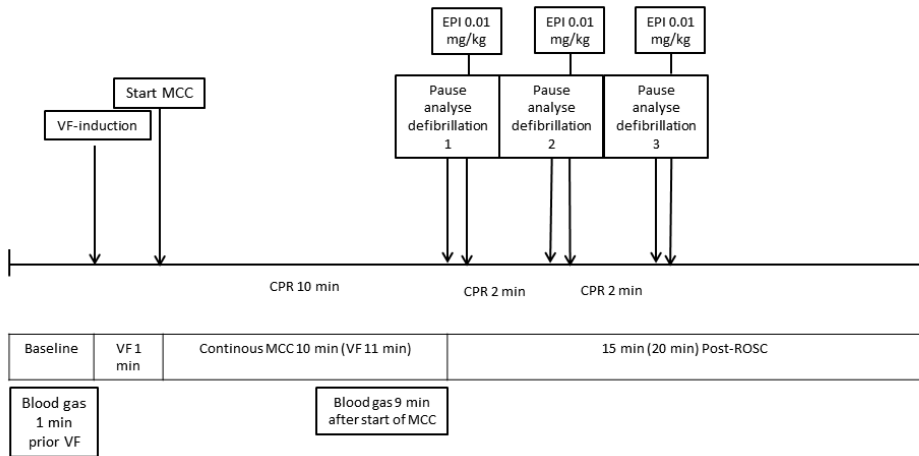 EPI 0.01
mg/kg
EPI 0.01
mg/kg
EPI 0.01
mg/kg
Start MCC
VF-induction
Pause
analyse
defibrillation
1
Pause
analyse
defibrillation
2
Pause
analyse
defibrillation
3
CPR 10 min
CPR 2 min
CPR 2 min
Baseline
VF 1
min
Continous MCC 10 min (VF 11 min)
15 min (20 min) Post-ROSC
Blood gas
1 min
prior VF
Blood gas 9 min
after start of MCC